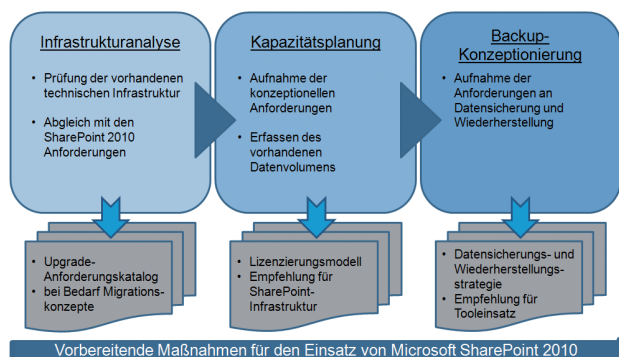 Infrastrukturanalyse
• Prüfung der vorhandenen
technischen Infrastruktur
• Abgleich mit den
SharePoint 2010
Anforderungen
Kapazitätsplanung
• Aufnahme der
konzeptionellen
Anforderungen
• Erfassen des
vorhandenen
Datenvolumens
Backup-
Konzeptionierung
• Aufnahme der
Anforderungen an
Datensicherung und
Wiederherstellung
• Upgrade-
Anforderungskatalog
• bei Bedarf Migrations-
konzepte
• Lizenzierungsmodell
• Empfehlung für
SharePoint-
Infrastruktur
• Datensicherungs- und
Wiederherstellungs-
strategie
• Empfehlung für
Tooleinsatz
Vorbereitende Maßnahmen für den Einsatz von Microsoft SharePoint 2010